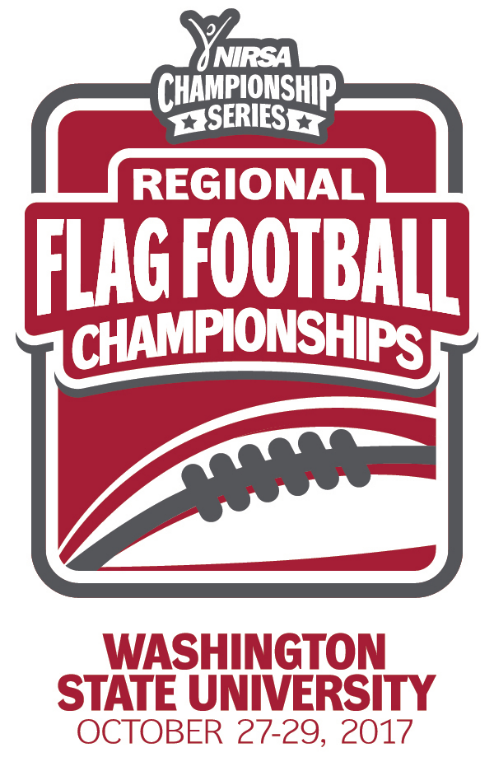 NIRSA
CHAMPIONSHIP
SERIES
REGIONAL
FLAG FOOTBALL
CHAMPIONSHIPS
WASHINGTON
STATE UNIVERSITY
OCTOBER 27-29, 2017